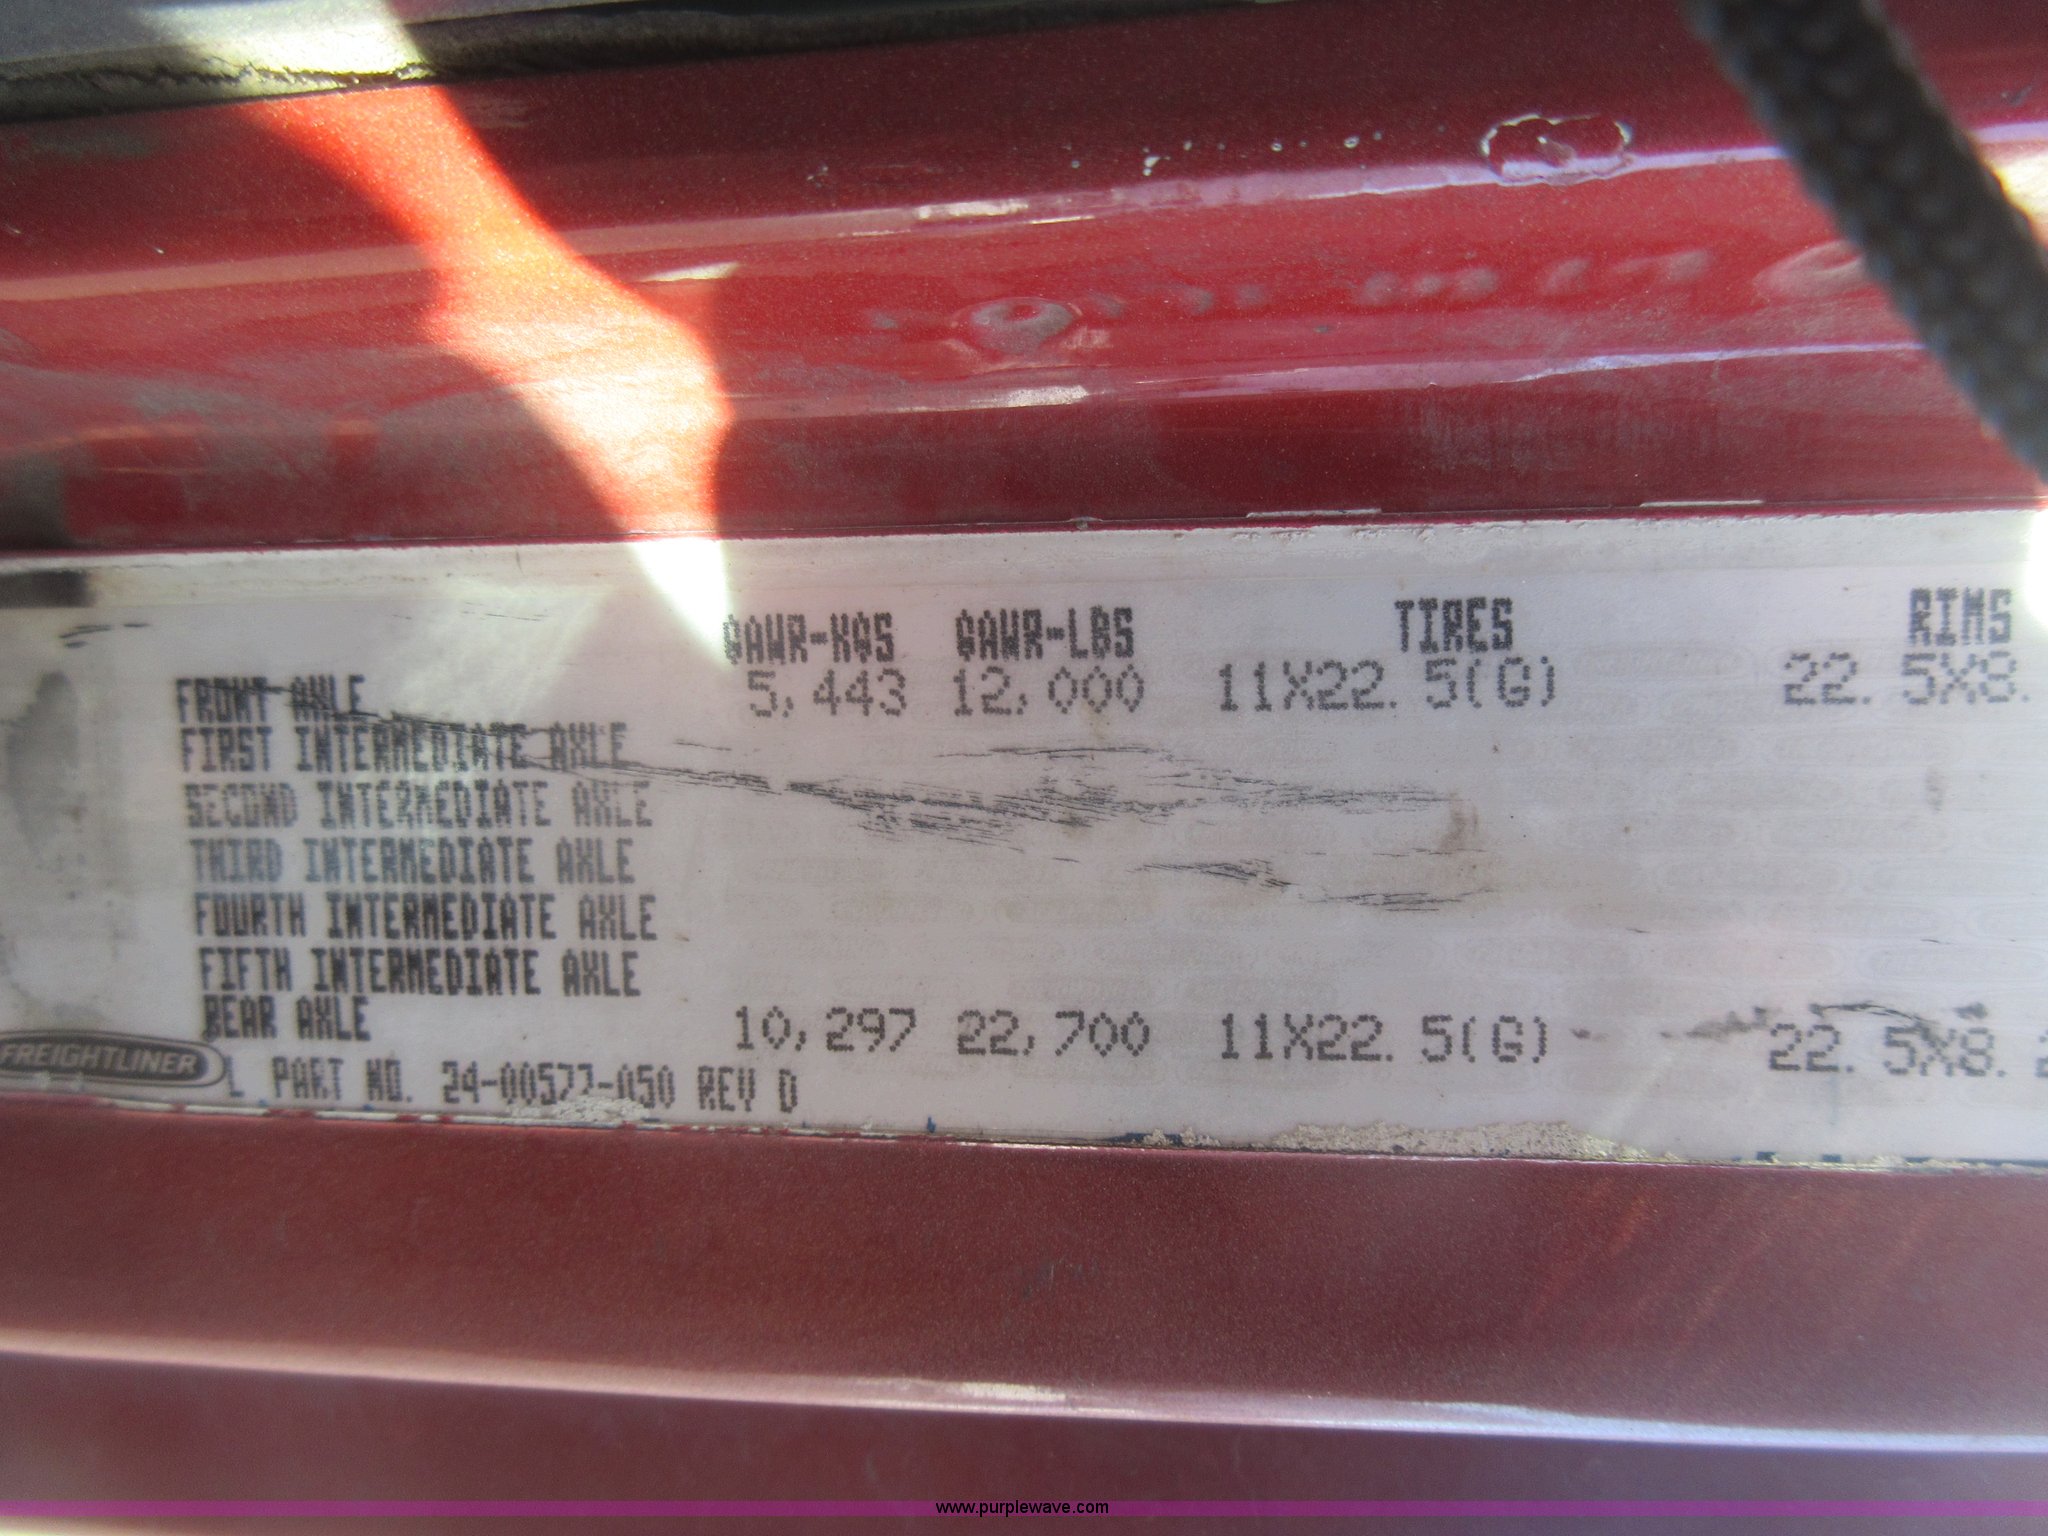 GAWR-KGS GAWR-LBS TIRES RIMS
FRONT AXLE 5,443 12,000 11X22.5(G) 22.5X8.
FIRST INTERMEDIATE AXLE
SECOND INTERMEDIATE AXLE
THIRD INTERMEDIATE AXLE
FOURTH INTERMEDIATE AXLE
FIFTH INTERMEDIATE AXLE
REAR AXLE 10,297 22,700 11X22.5(G) 22.5X8.2
FREIGHTLINER L PART NO. 24-00577-050 REV D
www.purplewave.com